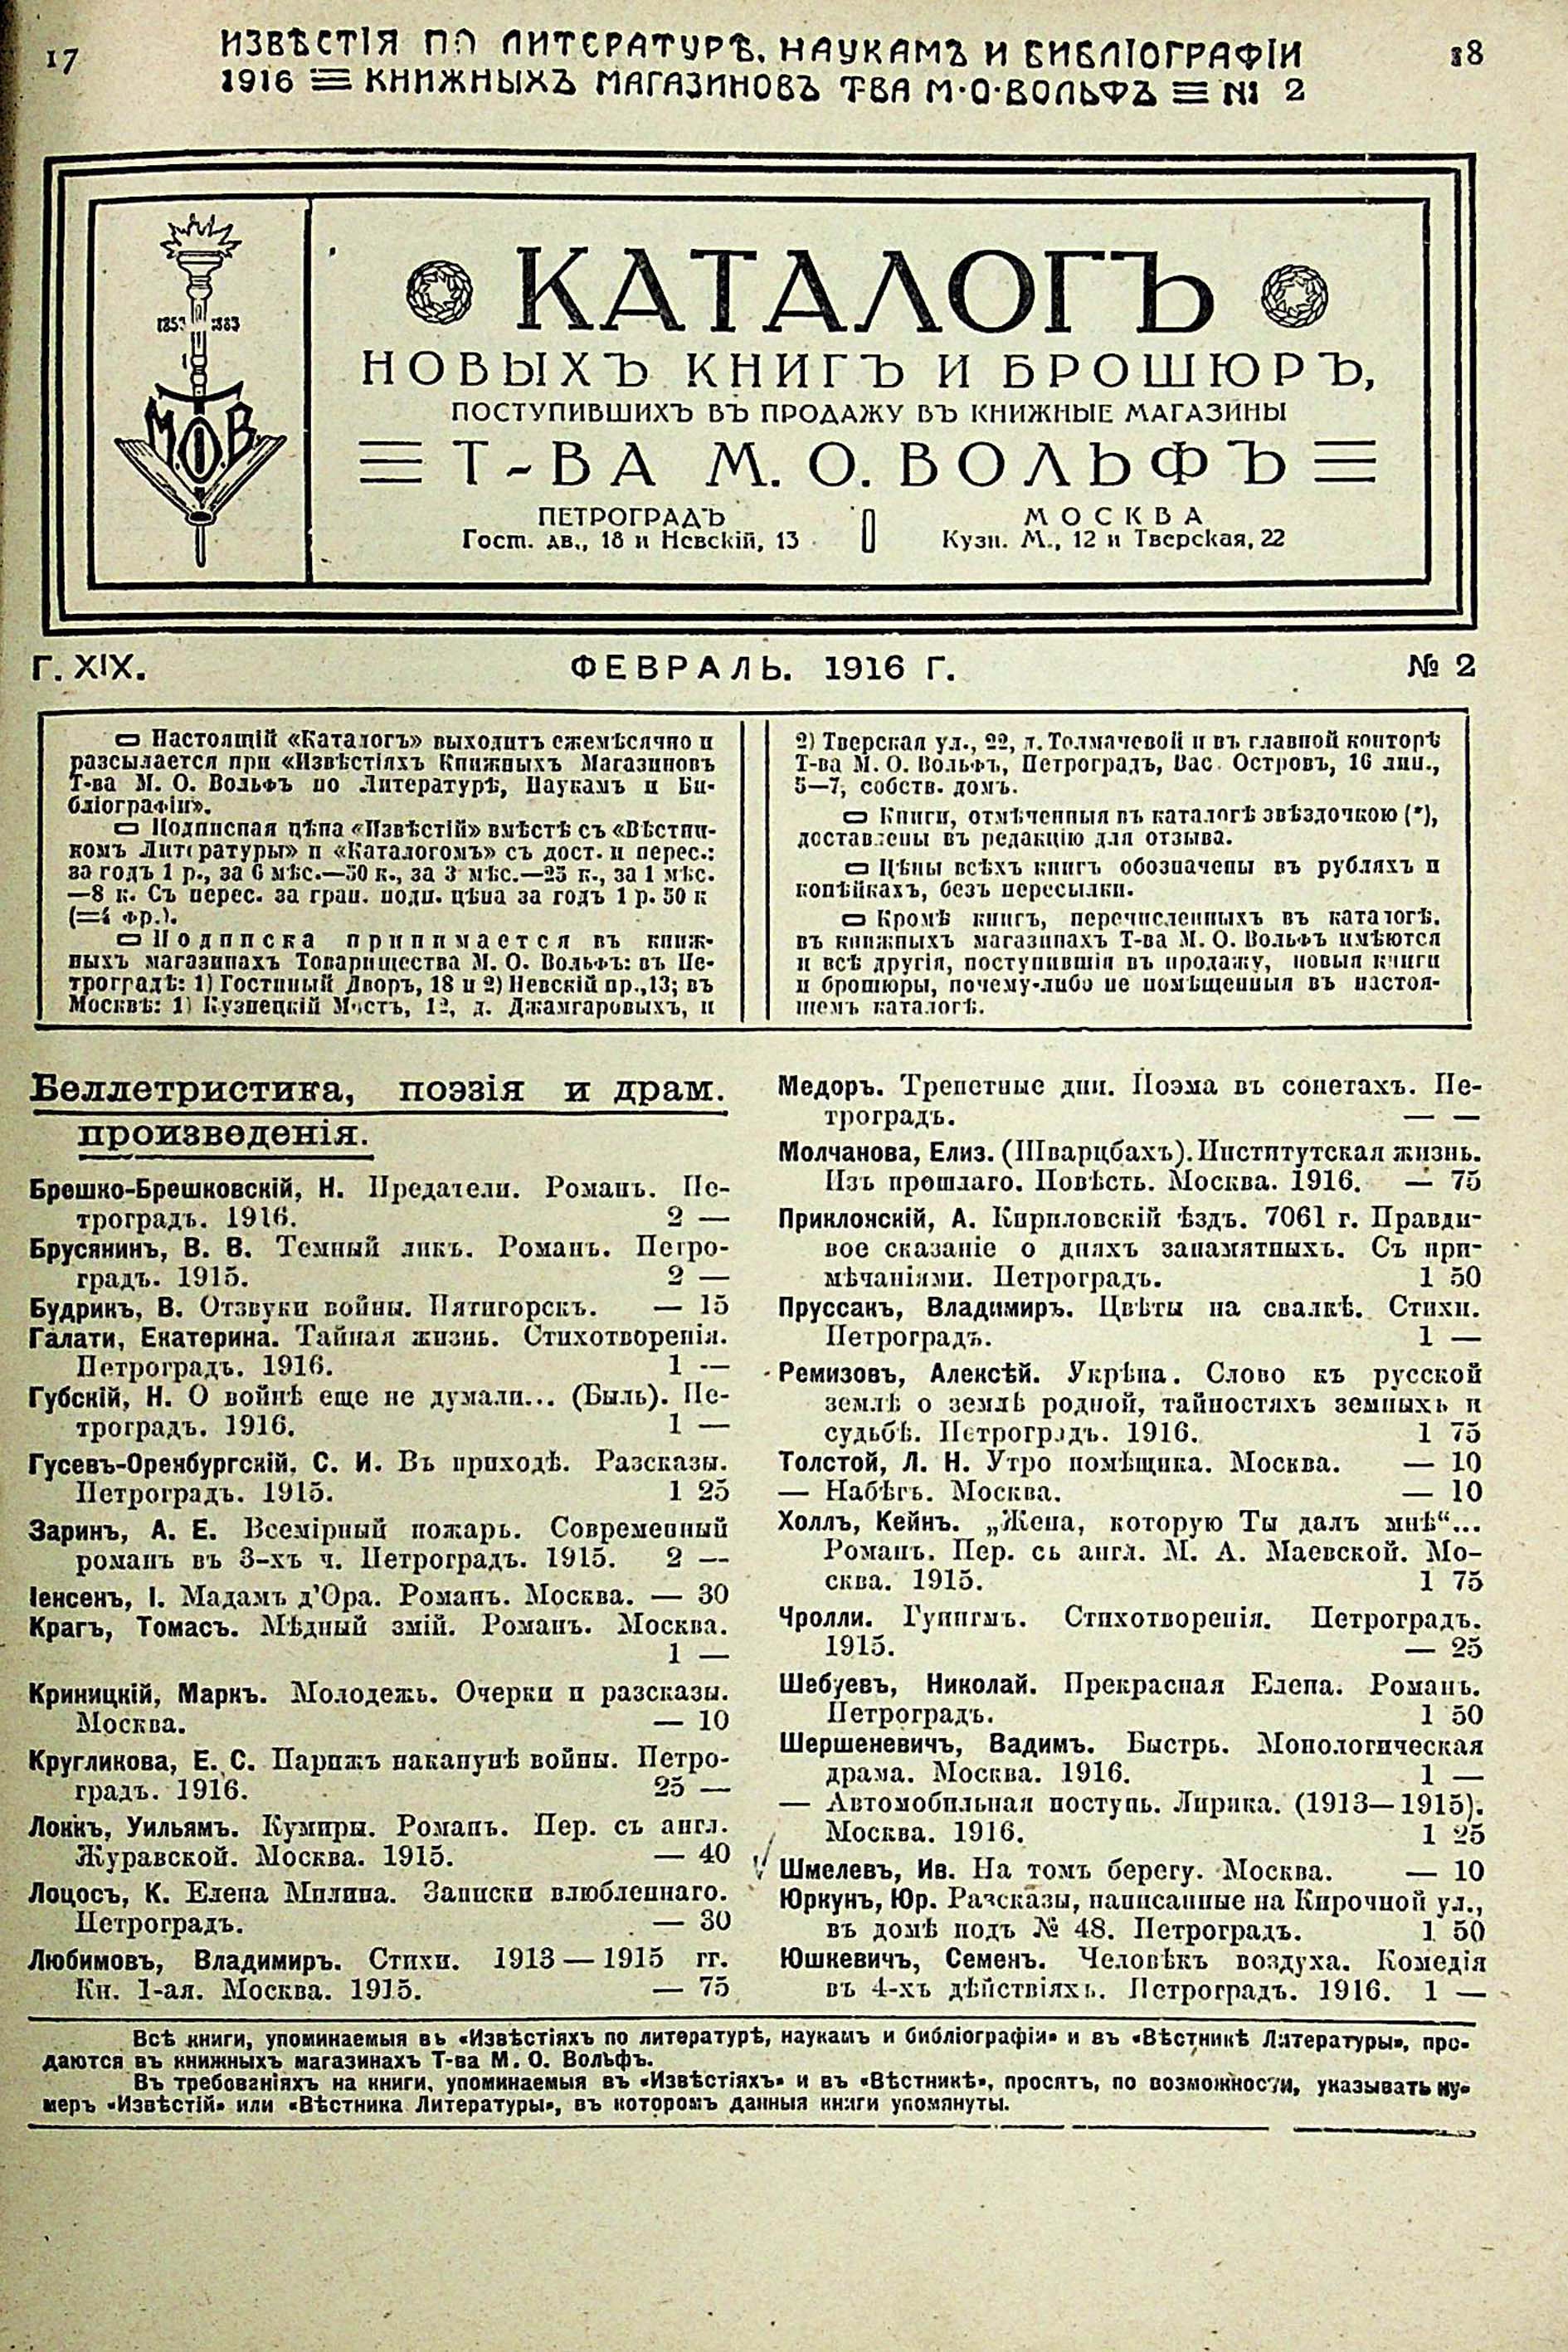 17
ИЗВѢСТІЯ ПО ЛИТЕРАТУРѢ, НАУКАМЪ И БИБЛІОГРАФІИ
18
1916 КНИЖНЫХЪ МАГАЗИНОВЪ Т-ВА М·О·ВОЛЬФЪ № 2
1853 1883
М.О.В.
КАТАЛОГЪ
НОВЫХЪ КНИГЪ И БРОШЮРЪ,
ПОСТУПИВШИХЪ ВЪ ПРОДАЖУ ВЪ КНИЖНЫЕ МАГАЗИНЫ
Т-ВА М. О. ВОЛЬФЪ
ПЕТРОГРАДЪ
Гост. дв., 18 и Невскій, 13
МОСКВА
Кузн. М., 12 и Тверская, 22
Г. XIX.
ФЕВРАЛЬ. 1916 Г.
№ 2
Настоящій «Каталогъ» выходитъ ежемѣсячно и
разсылается при «Извѣстіяхъ Книжныхъ Магазиновъ
Т-ва М. О. Вольфъ по Литературѣ, Наукамъ и Би-
бліографіи».
Подписная цѣна «Извѣстій» вмѣстѣ съ «Вѣстни-
комъ Литературы» и «Каталогомъ» съ дост. и перес.:
за годъ 1 р., за 6 мѣс.—50 к., за 3 мѣс.—25 к., за 1 мѣс.
—8 к. Съ перес. за гран. подп. цѣна за годъ 1 р. 50 к
(=4 фр.).
Подписка принимается въ книж-
ныхъ магазинахъ Товарищества М. О. Вольфъ: въ Пе-
троградѣ: 1) Гостиный Дворъ, 18 и 2) Невскій пр., 13; въ
Москвѣ: 1) Кузнецкій Мостъ, 12, д. Джамгаровыхъ, и
2) Тверская ул., 22, д. Толмачевой и въ главной конторѣ
Т-ва М. О. Вольфъ, Петроградъ, Вас. Островъ, 16 лин.,
5—7, собств. домъ.
Книги, отмѣченныя въ каталогѣ звѣздочкою (*),
доставлены въ редакцію для отзыва.
Цѣны всѣхъ книгъ обозначены въ рубляхъ и
копѣйкахъ, безъ пересылки.
Кромѣ книгъ, перечисленныхъ въ каталогѣ,
въ книжныхъ магазинахъ Т-ва М. О. Вольфъ имѣются
и всѣ другія, поступившія въ продажу, новыя книги
и брошюры, почему-либо не помѣщенныя въ настоя-
щемъ каталогѣ.
Беллетристика, поэзія и драм.
произведенія.
Брешко-Брешковскій, Н. Предатели. Романъ. Пе-
троградъ. 1916. 2 —
Брусянинъ, В. В. Темный ликъ. Романъ. Петро-
градъ. 1915. 2 —
Будрикъ, В. Отзвуки войны. Пятигорскъ. — 15
Галати, Екатерина. Тайная жизнь. Стихотворенія.
Петроградъ. 1916. 1 —
Губскій, Н. О войнѣ еще не думали... (Быль). Пе-
троградъ. 1916. 1 —
Гусевъ-Оренбургскій, С. И. Въ приходѣ. Разсказы.
Петроградъ. 1915. 1 25
Заринъ, А. Е. Всемірный пожаръ. Современный
романъ въ 3-хъ ч. Петроградъ. 1915. 2 —
Іенсенъ, І. Мадамъ д'Ора. Романъ. Москва. — 30
Крагъ, Томасъ. Мѣдный змій. Романъ. Москва.
1 —
Криницкій, Маркъ. Молодежь. Очерки и разсказы.
Москва. — 10
Кругликова, Е. С. Парижъ наканунѣ войны. Петро-
градъ. 1916. 25 —
Локкъ, Уильямъ. Кумиры. Романъ. Пер. съ англ.
Журавской. Москва. 1915. — 40
Лоцосъ, К. Елена Милина. Записки влюбленнаго.
Петроградъ. — 30
Любимовъ, Владимиръ. Стихи. 1913 — 1915 гг.
Кн. 1-ая. Москва. 1915. — 75
Медоръ. Трепетные дни. Поэма въ сонетахъ. Пе-
троградъ. — —
Молчанова, Елиз. (Шварцбахъ). Институтская жизнь.
Изъ прошлаго. Повѣсть. Москва. 1916. — 75
Приклонскій, А. Кирилловскій ѣздъ. 7061 г. Правди-
вое сказаніе о дняхъ запамятныхъ. Съ при-
мѣчаніями. Петроградъ. 1 50
Пруссакъ, Владимиръ. Цвѣты на свалкѣ. Стихи.
Петроградъ. 1 —
Ремизовъ, Алексѣй. Укрѣпа. Слово къ русской
землѣ о землѣ родной, тайностяхъ земныхъ и
судьбѣ. Петроградъ. 1916. 1 75
Толстой, Л. Н. Утро помѣщика. Москва. — 10
— Набѣгъ. Москва. — 10
Холлъ, Кейнъ. „Жена, которую Ты далъ мнѣ“...
Романъ. Пер. съ англ. М. А. Маевской. Мо-
сква. 1915. 1 75
Чролли. Гуингмъ. Стихотворенія. Петроградъ.
1915. — 25
Шебуевъ, Николай. Прекрасная Елена. Романъ.
Петроградъ. 1 50
Шершеневичъ, Вадимъ. Быстрь. Монологическая
драма. Москва. 1916. 1 —
— Автомобильная поступь. Лирика. (1913—1915).
Москва. 1916. 1 25
Шмелевъ, Ив. На томъ берегу. Москва. — 10
Юркунъ, Юр. Разсказы, написанные на Кирочной ул.,
въ домѣ подъ № 48. Петроградъ. 1 50
Юшкевичъ, Семенъ. Человѣкъ воздуха. Комедія
въ 4-хъ дѣйствіяхъ. Петроградъ. 1916. 1 —
Всѣ книги, упоминаемыя въ «Извѣстіяхъ по литературѣ, наукамъ и библіографіи» и въ «Вѣстникѣ Литературы», про-
даются въ книжныхъ магазинахъ Т-ва М. О. Вольфъ.
Въ требованіяхъ на книги, упоминаемыя въ «Извѣстіяхъ» и въ «Вѣстникѣ», просятъ, по возможности, указывать ну-
меръ «Извѣстій» или «Вѣстника Литературы», въ которомъ данныя книги упомянуты.